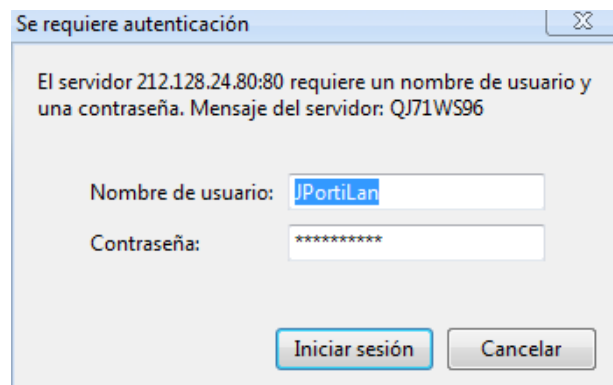 Se requiere autenticación
El servidor 212.128.24.80:80 requiere un nombre de usuario y
una contraseña. Mensaje del servidor: QJ71WS96
Nombre de usuario: JPortiLan
Contraseña: **********
Iniciar sesión Cancelar